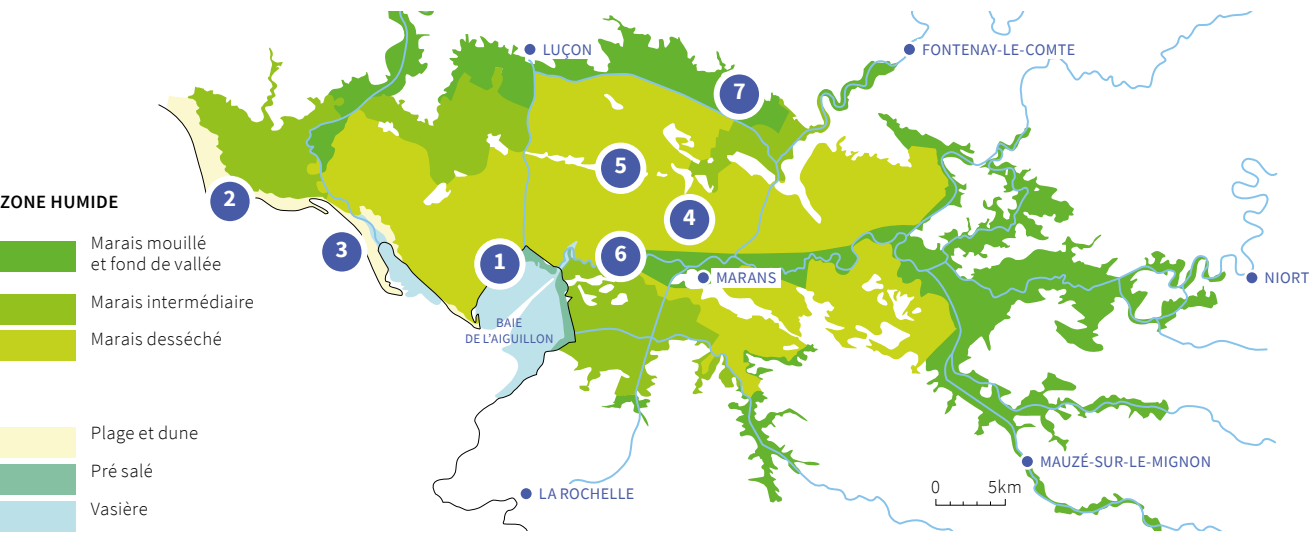 LUÇON
FONTENAY-LE-COMTE
7
5
ZONE HUMIDE
2
4
Marais mouillé
et fond de vallée
3
1
6
MARANS
NIORT
Marais intermédiaire
BAIE
DE L'AIGUILLON
Marais desséché
Plage et dune
Pré salé
MAUZÉ-SUR-LE-MIGNON
0 5km
LA ROCHELLE
Vasière